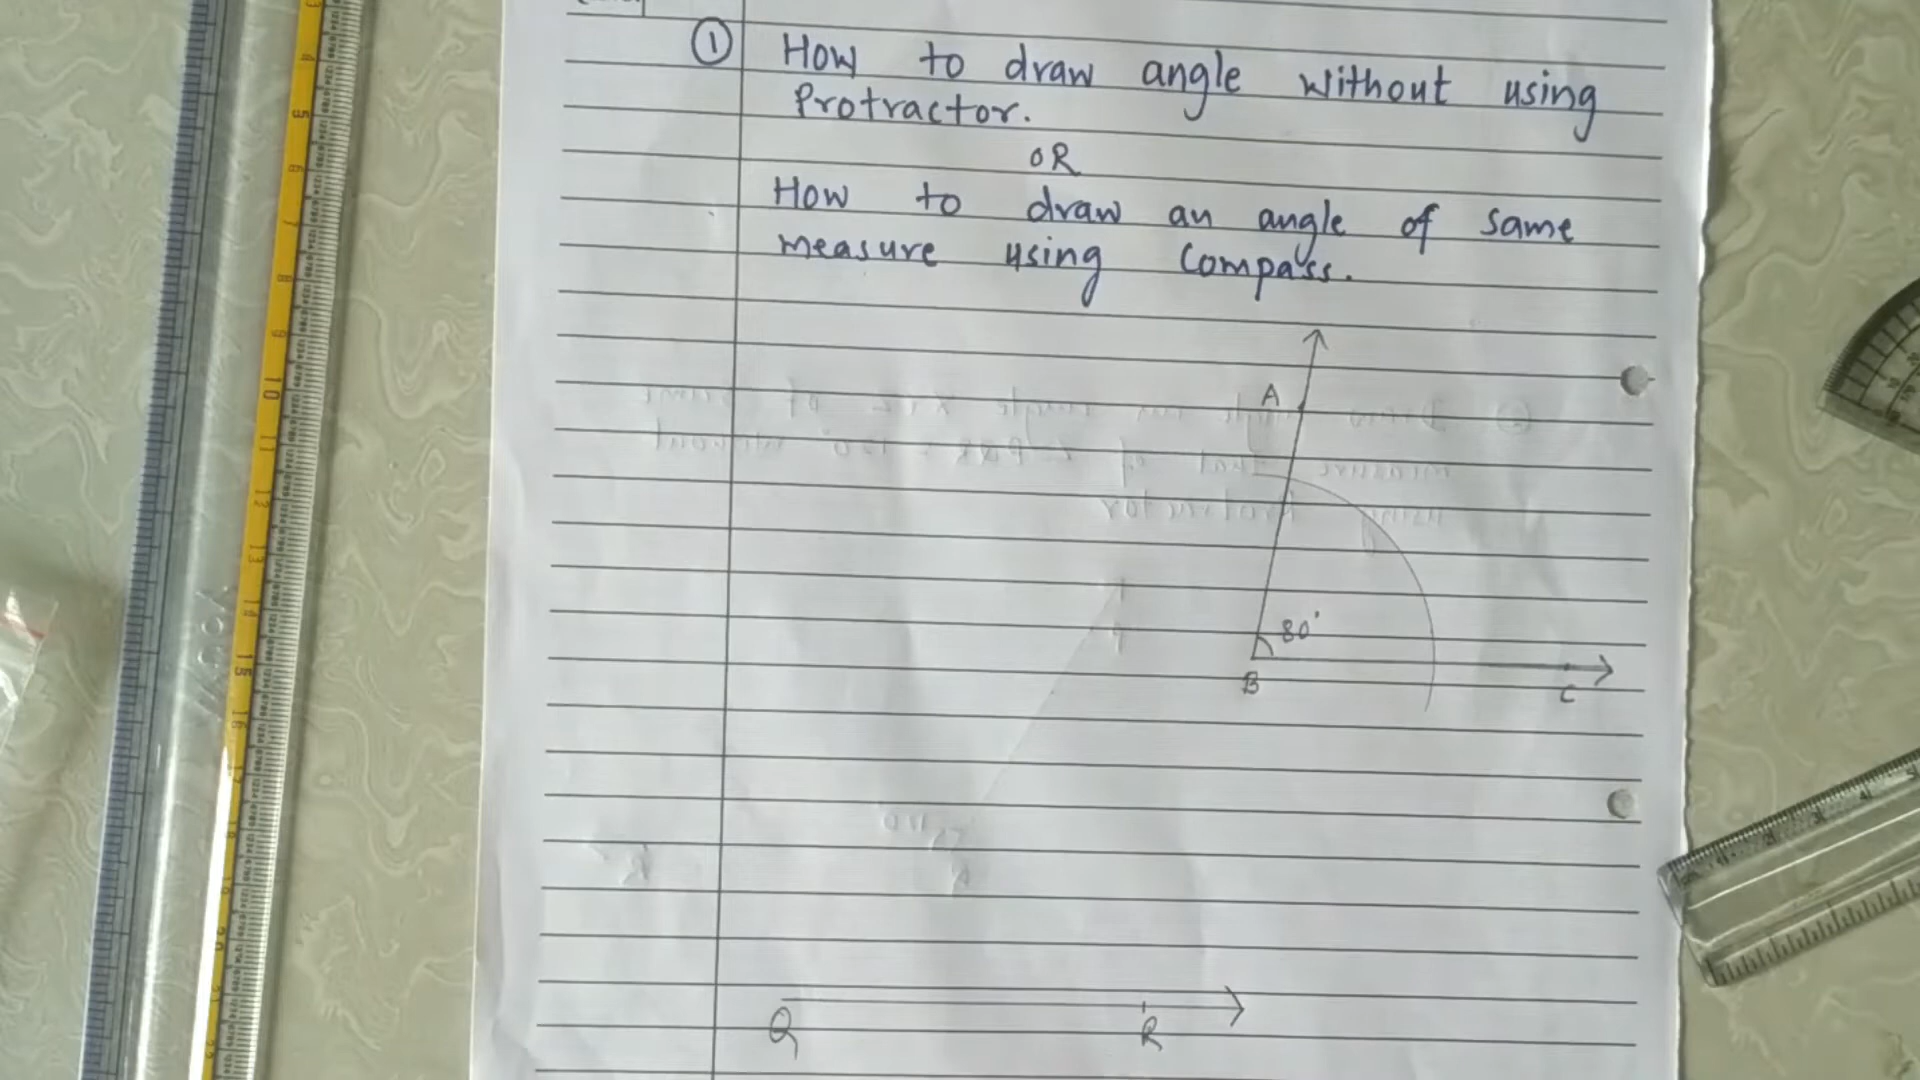 ① How to draw angle without using
Protractor.
OR
How to draw an angle of same
measure using Compass.
A
80°
B
C
Q
R